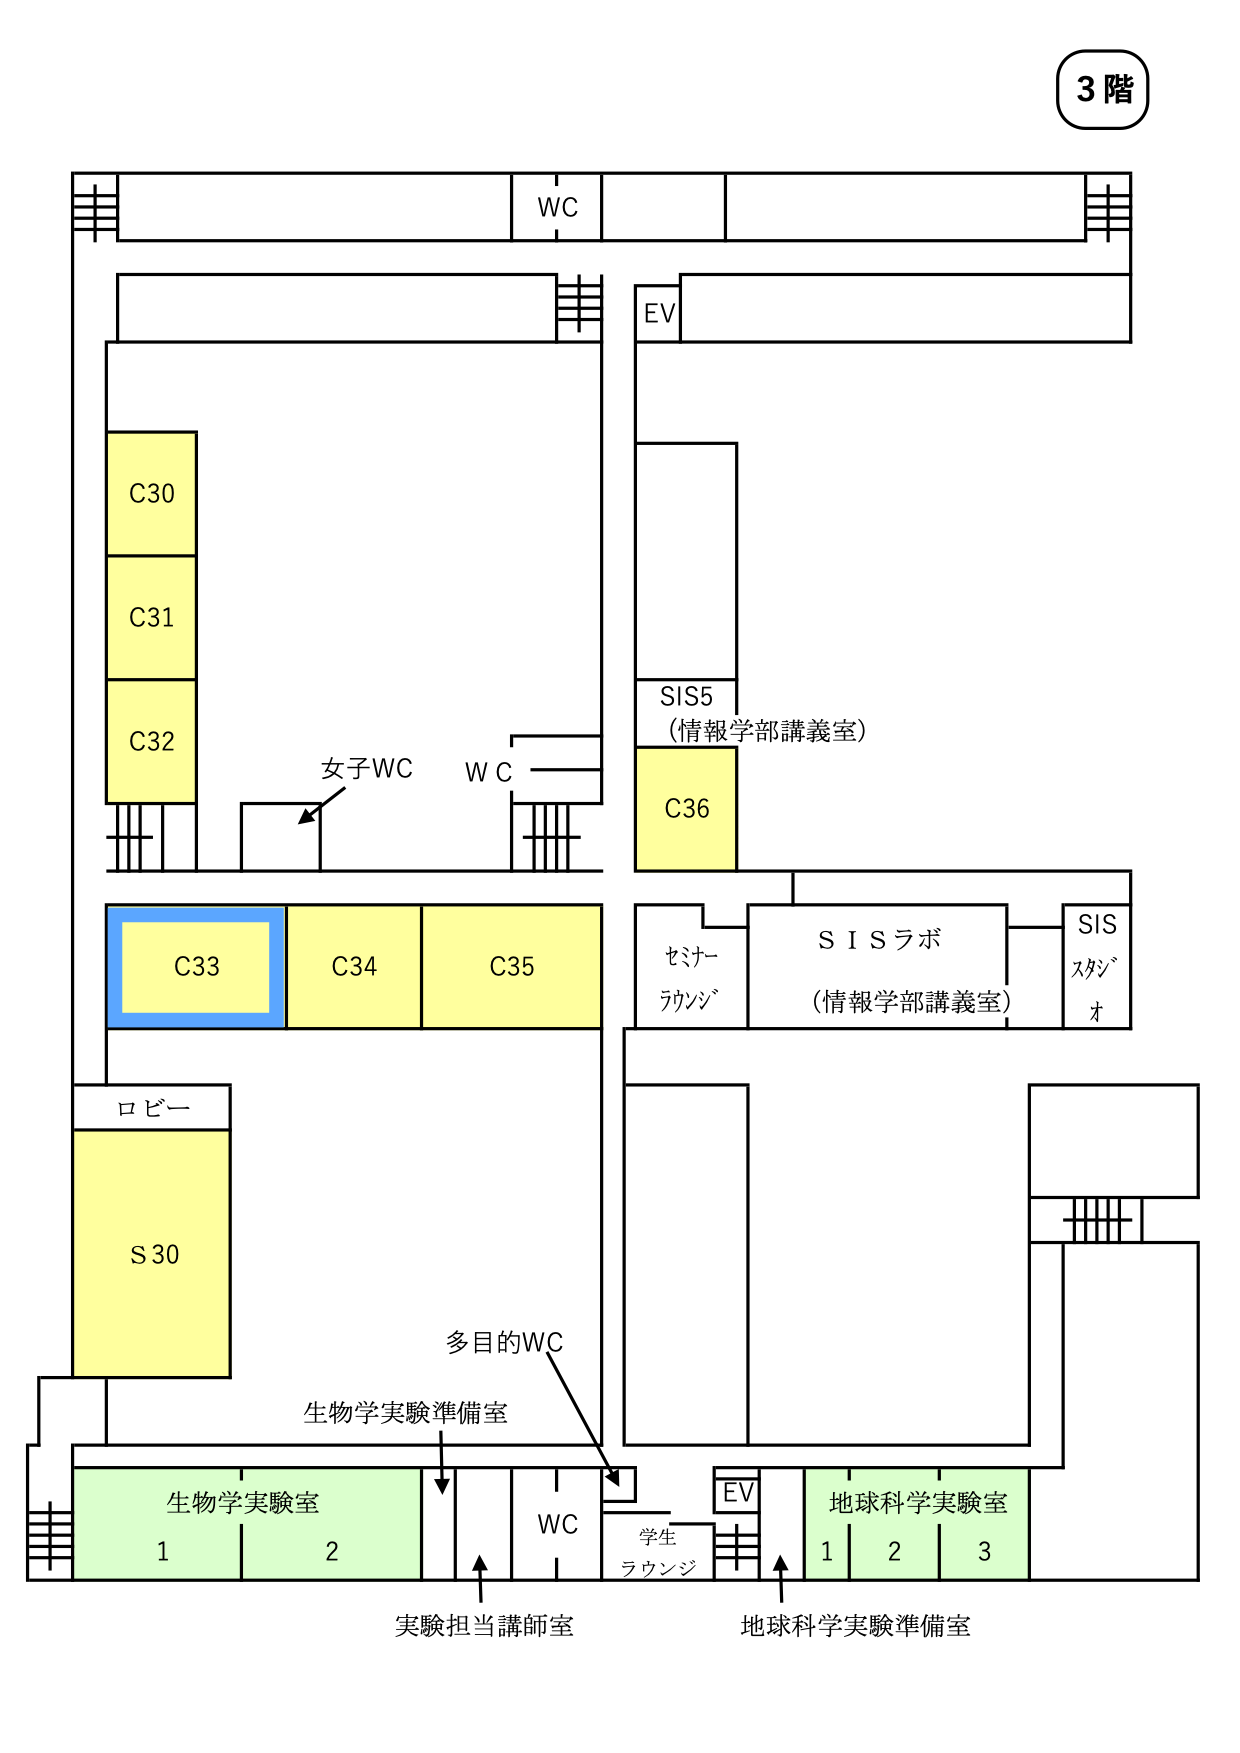 3階
WC
EV
C30
C31
C32
SIS5
（情報学部講義室）
女子WC
ＷＣ
C36
C33
C34
C35
ｾﾐﾅｰ
ﾗｳﾝｼﾞ
ＳＩＳラボ
（情報学部講義室）
SIS
ｽﾀｼﾞ
ｵ
ロビー
Ｓ30
多目的WC
生物学実験準備室
生物学実験室
1
2
WC
学生
ラウンジ
EV
地球科学実験室
1
2
3
実験担当講師室
地球科学実験準備室